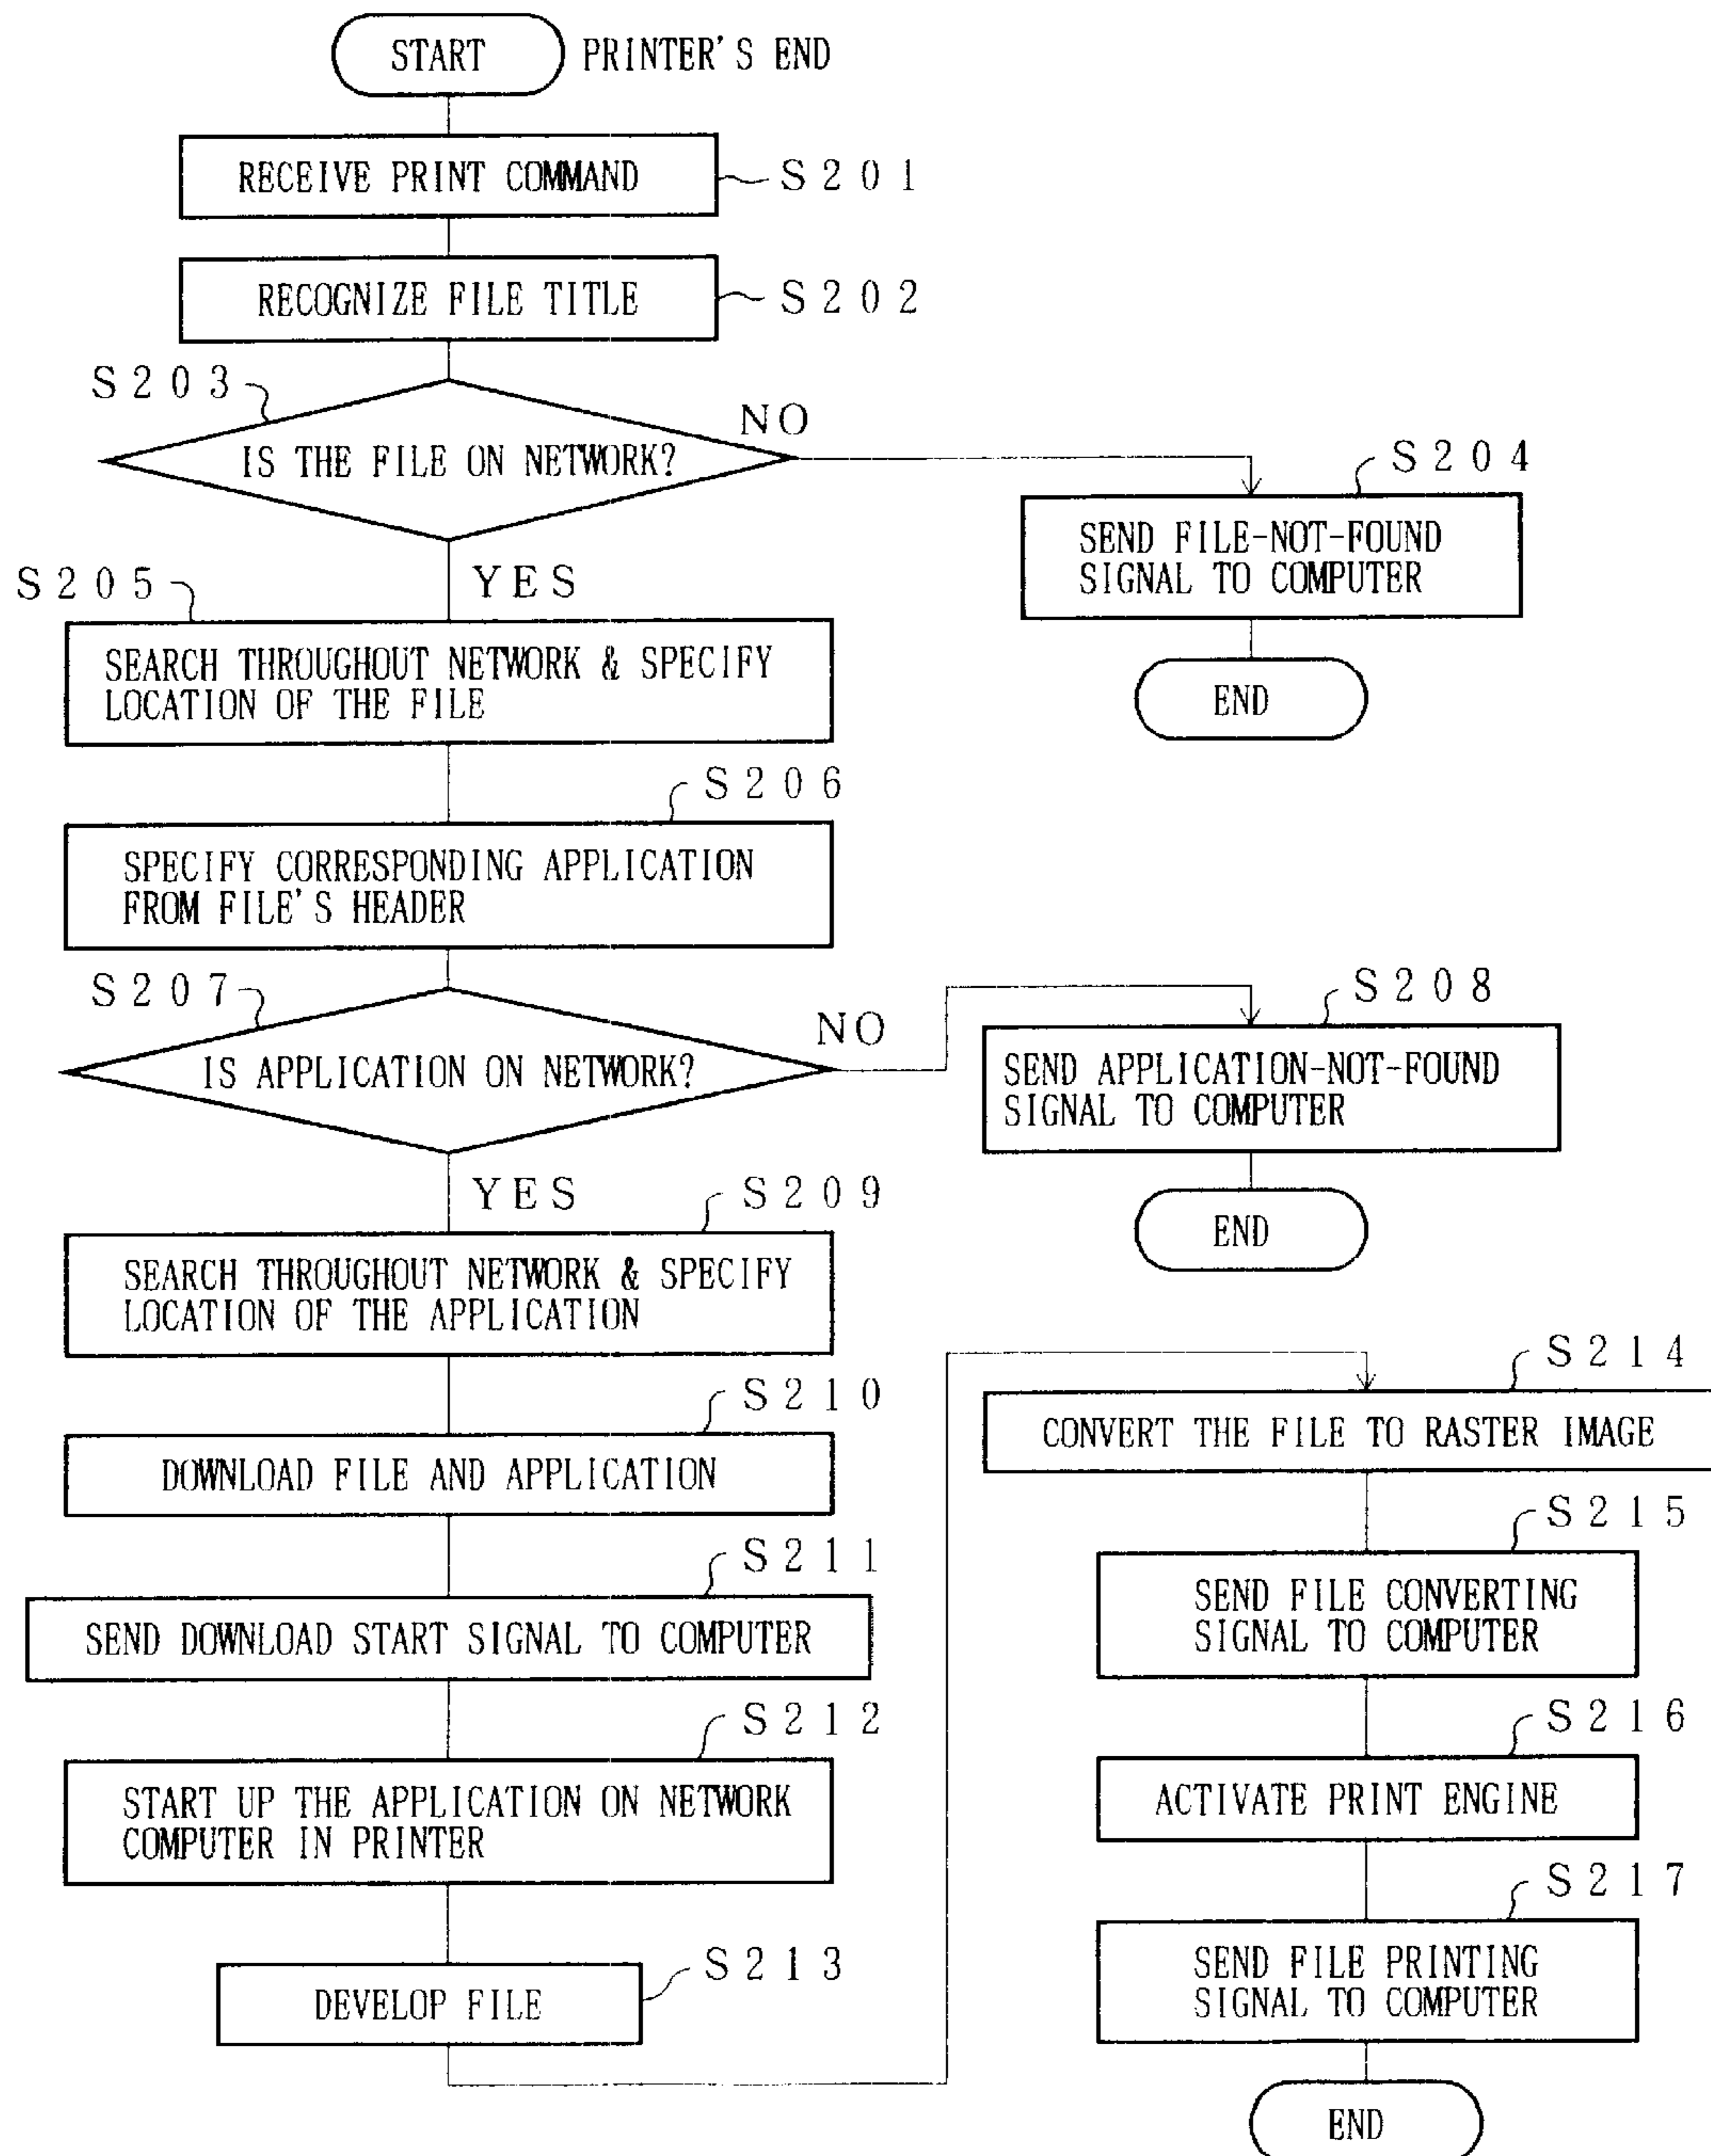 START
PRINTER'S END
RECEIVE PRINT COMMAND
S201
RECOGNIZE FILE TITLE
S202
S203
IS THE FILE ON NETWORK?
NO
S204
SEND FILE-NOT-FOUND
SIGNAL TO COMPUTER
END
YES
S205
SEARCH THROUGHOUT NETWORK & SPECIFY
LOCATION OF THE FILE
S206
SPECIFY CORRESPONDING APPLICATION
FROM FILE'S HEADER
S207
IS APPLICATION ON NETWORK?
NO
S208
SEND APPLICATION-NOT-FOUND
SIGNAL TO COMPUTER
END
YES
S209
SEARCH THROUGHOUT NETWORK & SPECIFY
LOCATION OF THE APPLICATION
S210
DOWNLOAD FILE AND APPLICATION
S211
SEND DOWNLOAD START SIGNAL TO COMPUTER
S212
START UP THE APPLICATION ON NETWORK
COMPUTER IN PRINTER
S213
DEVELOP FILE
S214
CONVERT THE FILE TO RASTER IMAGE
S215
SEND FILE CONVERTING
SIGNAL TO COMPUTER
S216
ACTIVATE PRINT ENGINE
S217
SEND FILE PRINTING
SIGNAL TO COMPUTER
END